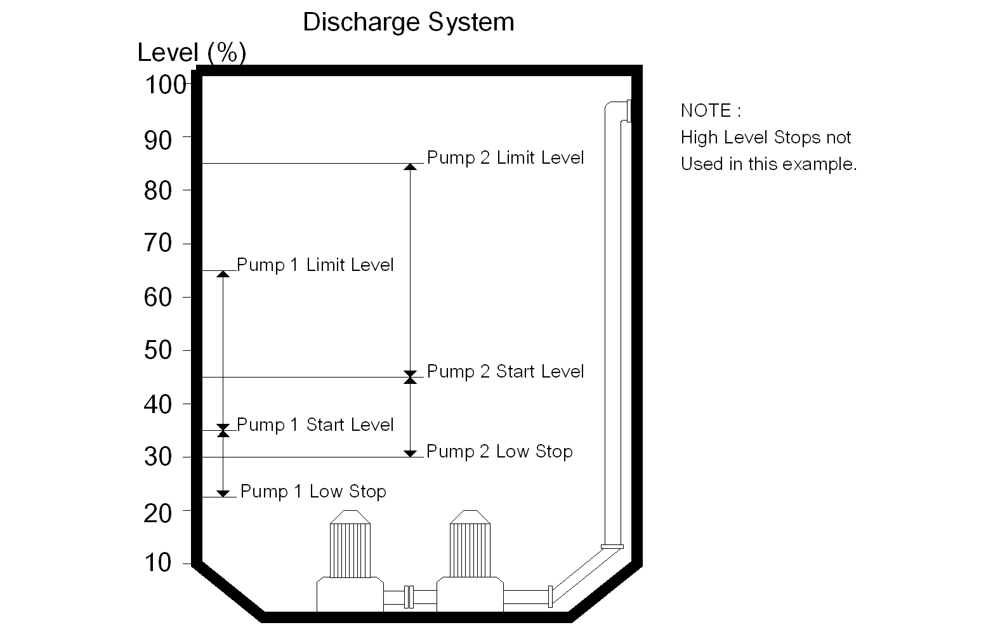 Discharge System
Level (%)
100
NOTE :
High Level Stops not
Used in this example.
90
Pump 2 Limit Level
80
70
Pump 1 Limit Level
60
50
Pump 2 Start Level
40
Pump 1 Start Level
30
Pump 2 Low Stop
Pump 1 Low Stop
20
10